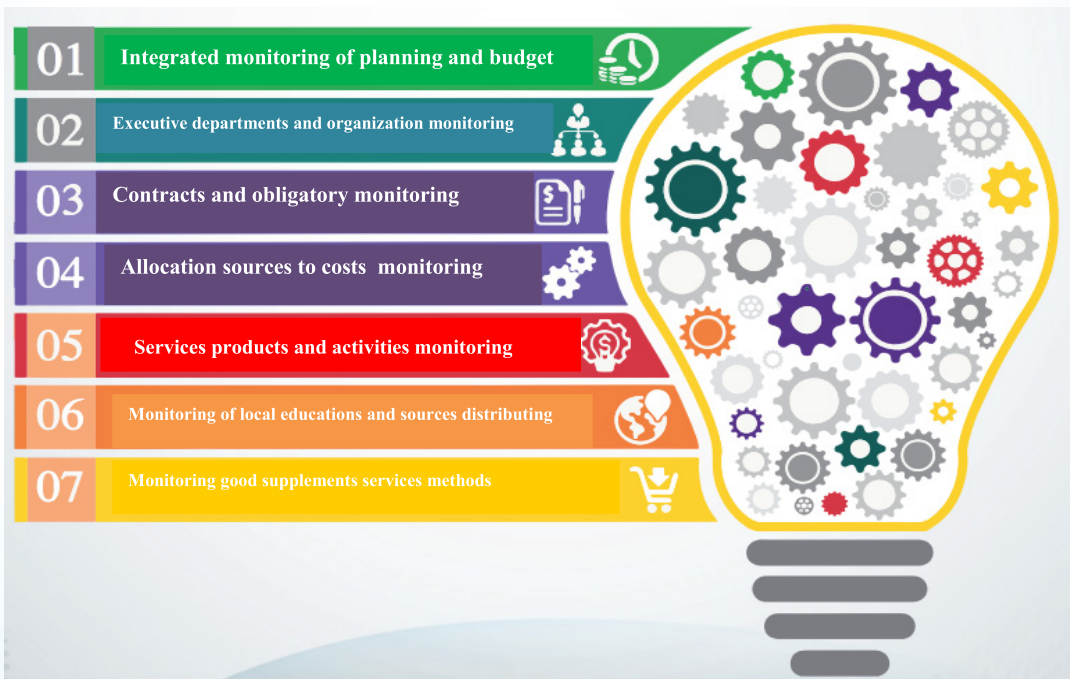 01 Integrated monitoring of planning and budget
02 Executive departments and organization monitoring
03 Contracts and obligatory monitoring
04 Allocation sources to costs monitoring
05 Services products and activities monitoring
06 Monitoring of local educations and sources distributing
07 Monitoring good supplements services methods